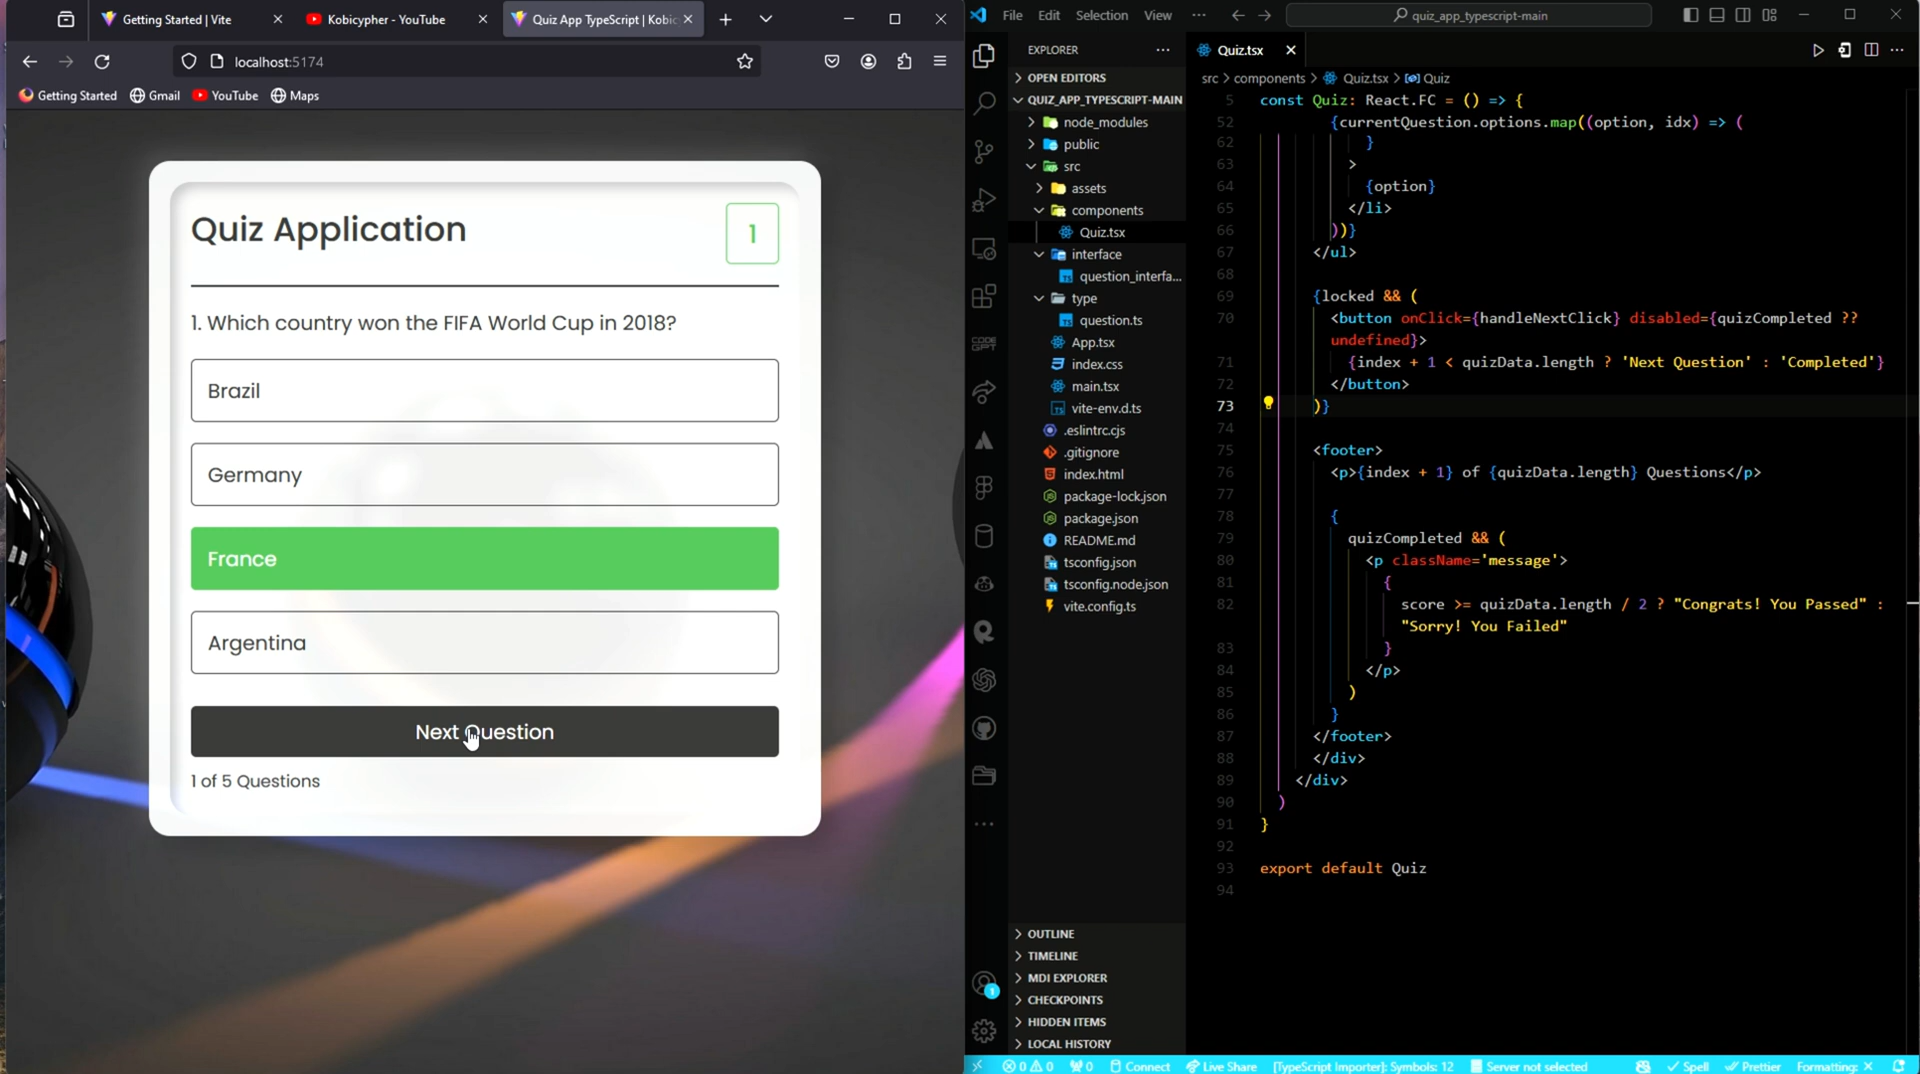 Getting Started | Vite
Kobicypher - YouTube
Quiz App TypeScript | Kobic
localhost:5174
Getting Started
Gmail
YouTube
Maps
Quiz Application
1
1. Which country won the FIFA World Cup in 2018?
Brazil
Germany
France
Argentina
Next Question
1 of 5 Questions
File Edit Selection View
quiz_app_typescript-main
EXPLORER
OPEN EDITORS
QUIZ_APP_TYPESCRIPT-MAIN
node_modules
public
src
assets
components
Quiz.tsx
interface
question_interfa...
type
question.ts
App.tsx
index.css
main.tsx
vite-env.d.ts
.eslintrc.cjs
.gitignore
index.html
package-lock.json
package.json
README.md
tsconfig.json
tsconfig.node.json
vite.config.ts
OUTLINE
TIMELINE
MDI EXPLORER
CHECKPOINTS
HIDDEN ITEMS
LOCAL HISTORY
CODE
GPT
1
Quiz.tsx
src > components > Quiz.tsx > Quiz
5 const Quiz: React.FC = () => {
52 {currentQuestion.options.map((option, idx) => (
62 }
63 >
64 {option}
65 </li>
66 ))}
67 </ul>
68
69 {locked && (
70 <button onClick={handleNextClick} disabled={quizCompleted ??
undefined}>
71 {index + 1 < quizData.length ? 'Next Question' : 'Completed'}
72 </button>
73 )}
74
75 <footer>
76 <p>{index + 1} of {quizData.length} Questions</p>
77
78 {
79 quizCompleted && (
80 <p className='message'>
81 {
82 score >= quizData.length / 2 ? "Congrats! You Passed" :
"Sorry! You Failed"
83 }
84 </p>
85 )
86 }
87 </footer>
88 </div>
89 </div>
90 )
91 }
92
93 export default Quiz
94
0 0 0 Connect Live Share [TypeScript Importer]: Symbols: 12 Server not selected Spell Prettier Formatting: ×